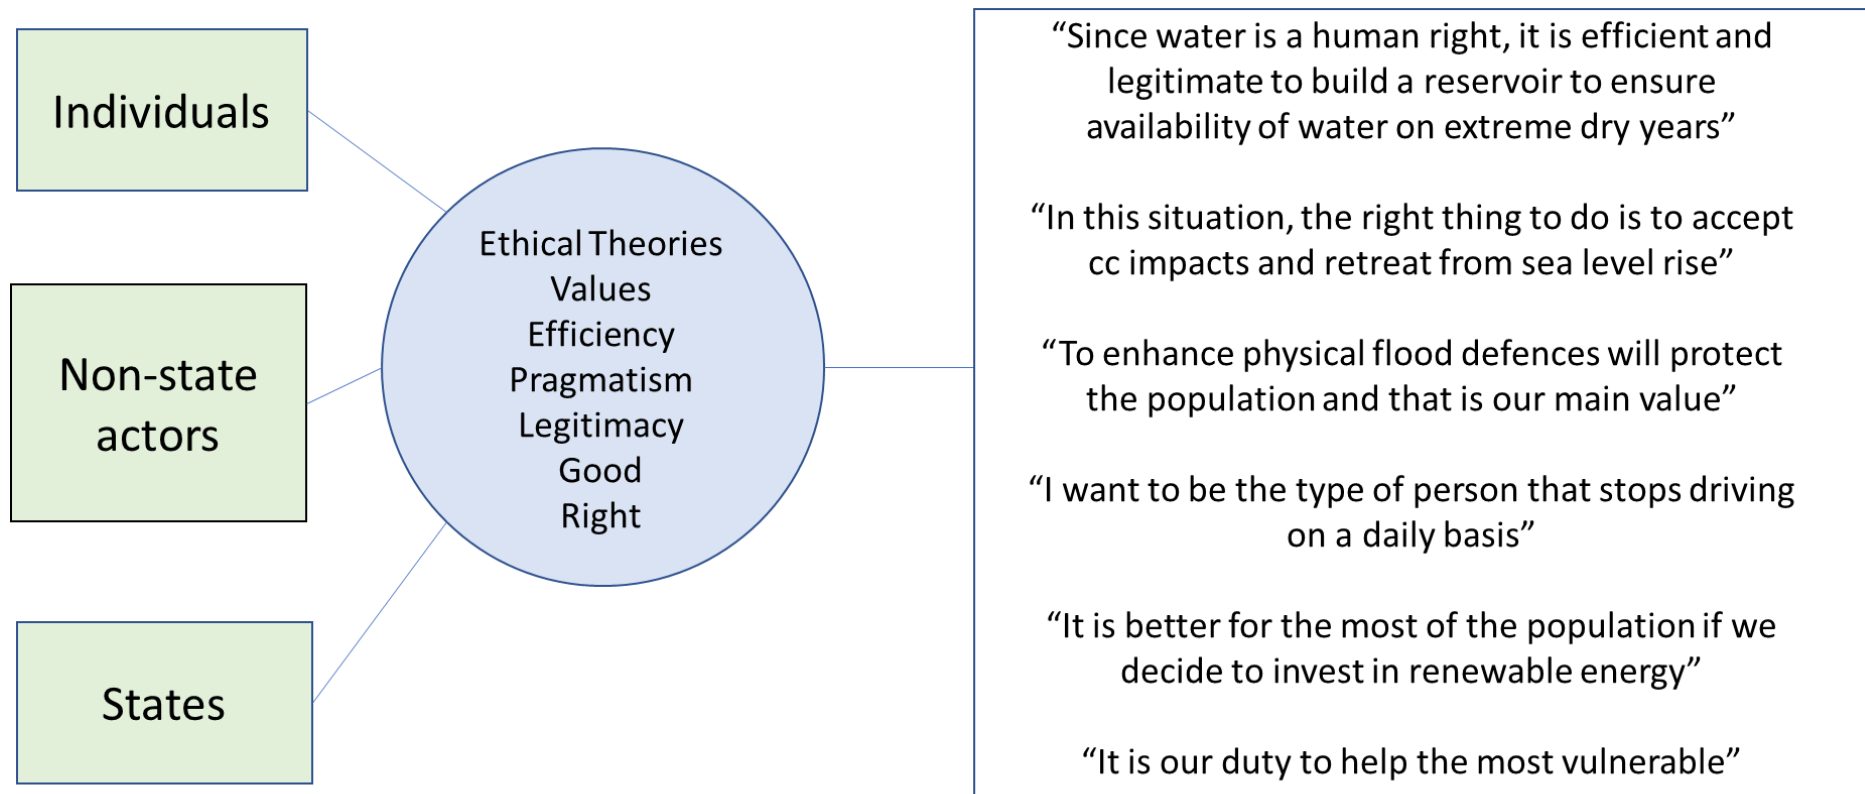 Individuals
Non-state
actors
States
Ethical Theories
Values
Efficiency
Pragmatism
Legitimacy
Good
Right
“Since water is a human right, it is efficient and
legitimate to build a reservoir to ensure
availability of water on extreme dry years”
“In this situation, the right thing to do is to accept
cc impacts and retreat from sea level rise”
“To enhance physical flood defences will protect
the population and that is our main value”
“I want to be the type of person that stops driving
on a daily basis”
“It is better for the most of the population if we
decide to invest in renewable energy”
“It is our duty to help the most vulnerable”